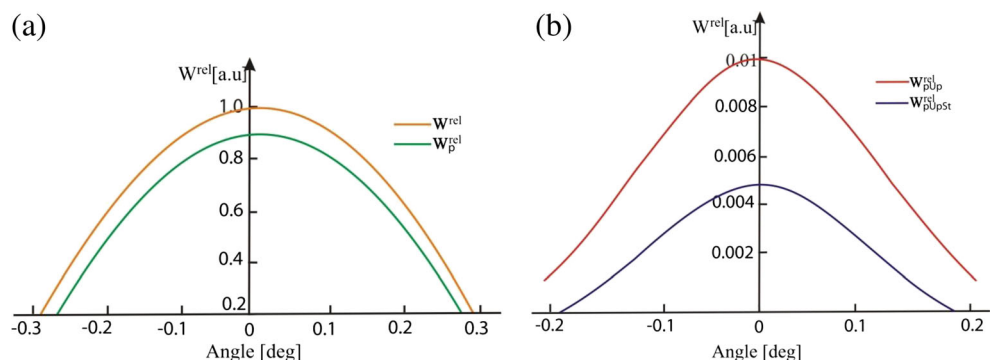 (a)
W^rel[a.u]
1.0
0.8
0.6
0.4
0.2
-0.3 -0.2 -0.1 0 0.1 0.2 0.3
Angle [deg]
W^rel
W_p^rel
(b)
W^rel[a.u]
0.01
0.008
0.006
0.004
0.002
-0.2 -0.1 0 0.1 0.2
Angle [deg]
W_pUp^rel
W_pUpSt^rel